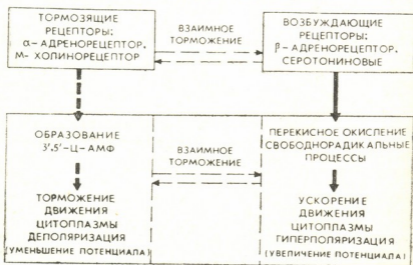 ТОРМОЗЯЩИЕ
РЕЦЕПТОРЫ:
α-АДРЕНОРЕЦЕПТОР.
М-ХОЛИНОРЕЦЕПТОР
ВЗАИМНОЕ
ТОРМОЖЕНИЕ
ВОЗБУЖДАЮЩИЕ
РЕЦЕПТОРЫ:
β-АДРЕНОРЕЦЕПТОР.
СЕРОТОНИНОВЫЕ
ОБРАЗОВАНИЕ
3',5'-Ц-АМФ
ТОРМОЖЕНИЕ
ДВИЖЕНИЯ
ЦИТОПЛАЗМЫ
ДЕПОЛЯРИЗАЦИЯ
(УМЕНЬШЕНИЕ ПОТЕНЦИАЛА)
ВЗАИМНОЕ
ТОРМОЖЕНИЕ
ПЕРЕКИСНОЕ ОКИСЛЕНИЕ
СВОБОДНОРАДИКАЛЬНЫЕ
ПРОЦЕССЫ
УСКОРЕНИЕ
ДВИЖЕНИЯ
ЦИТОПЛАЗМЫ
ГИПЕРПОЛЯРИЗАЦИЯ
(УВЕЛИЧЕНИЕ ПОТЕНЦИАЛА)